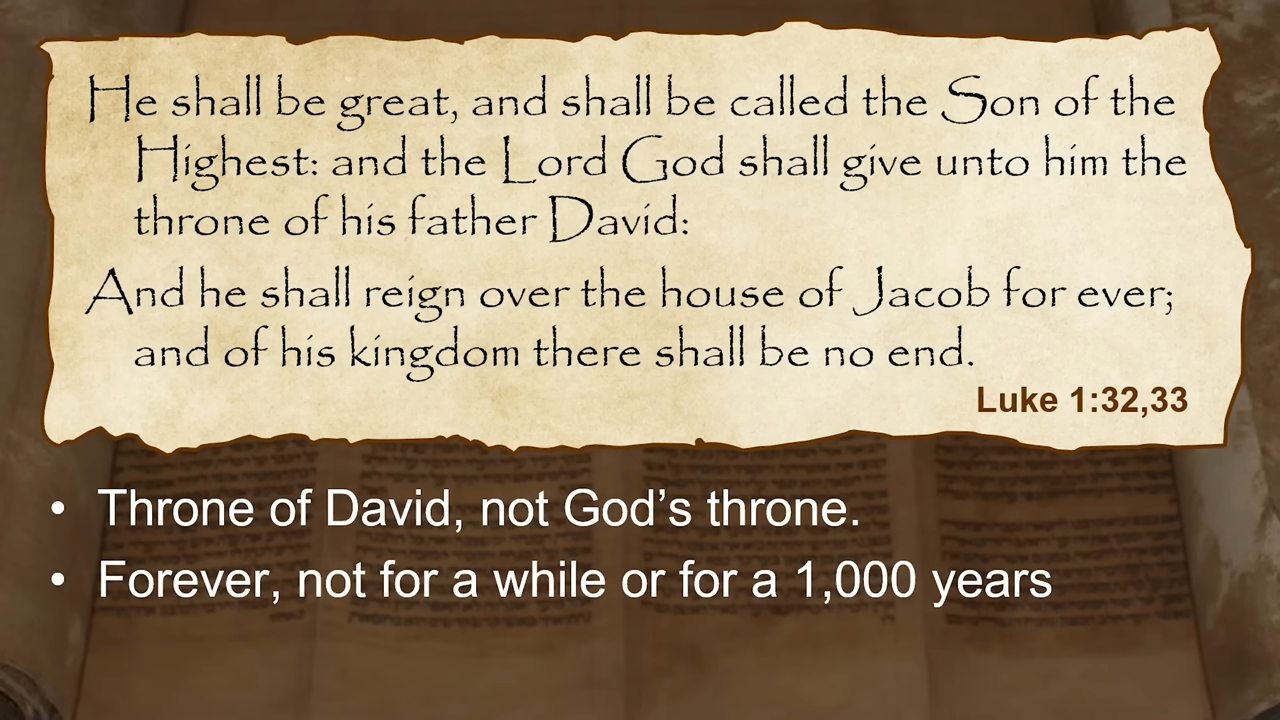 He shall be great, and shall be called the Son of the
Highest: and the Lord God shall give unto him the
throne of his father David:
And he shall reign over the house of Jacob for ever;
and of his kingdom there shall be no end.
Luke 1:32,33
• Throne of David, not God’s throne.
• Forever, not for a while or for a 1,000 years